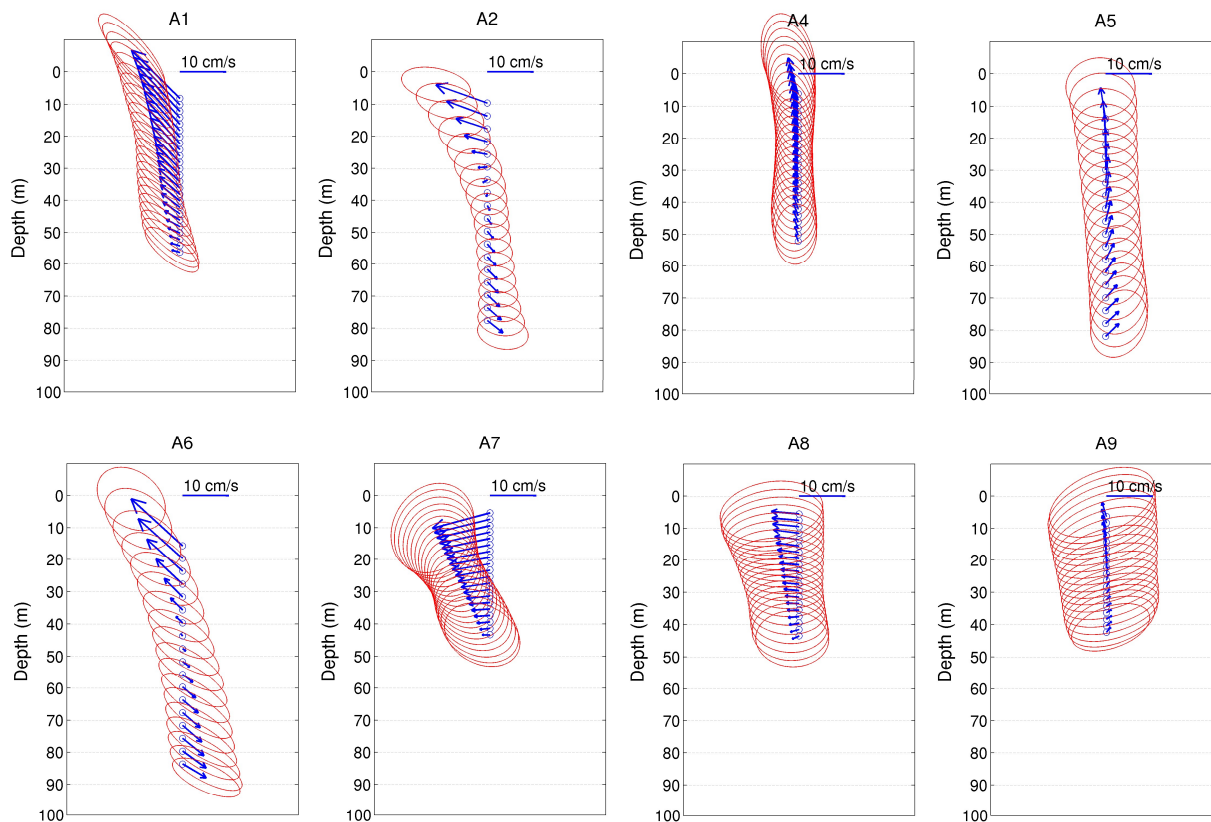 A1 A2 A4 A5
10 cm/s 10 cm/s 10 cm/s 10 cm/s
0 0 0 0
10 10 10 10
20 20 20 20
30 30 30 30
40 40 40 40
50 50 50 50
60 60 60 60
70 70 70 70
80 80 80 80
90 90 90 90
100 100 100 100
Depth (m) Depth (m) Depth (m) Depth (m)
A6 A7 A8 A9
10 cm/s 10 cm/s 10 cm/s 10 cm/s
0 0 0 0
10 10 10 10
20 20 20 20
30 30 30 30
40 40 40 40
50 50 50 50
60 60 60 60
70 70 70 70
80 80 80 80
90 90 90 90
100 100 100 100
Depth (m) Depth (m) Depth (m) Depth (m)